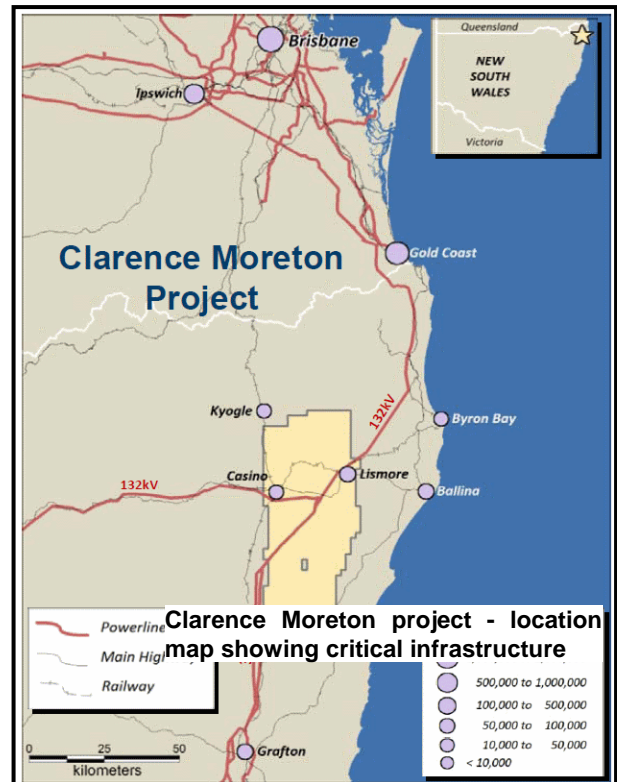 Brisbane
Ipswich
Queensland
NEW
SOUTH
WALES
Victoria
Clarence Moreton
Project
Gold Coast
Kyogle
132kV
Byron Bay
Casino
Lismore
132kV
Ballina
Powerline
Main High
Railway
Clarence Moreton project - location
map showing critical infrastructure
500,000 to 1,000,000
100,000 to 500,000
50,000 to 100,000
10,000 to 50,000
< 10,000
0 25 50
kilometers
Grafton